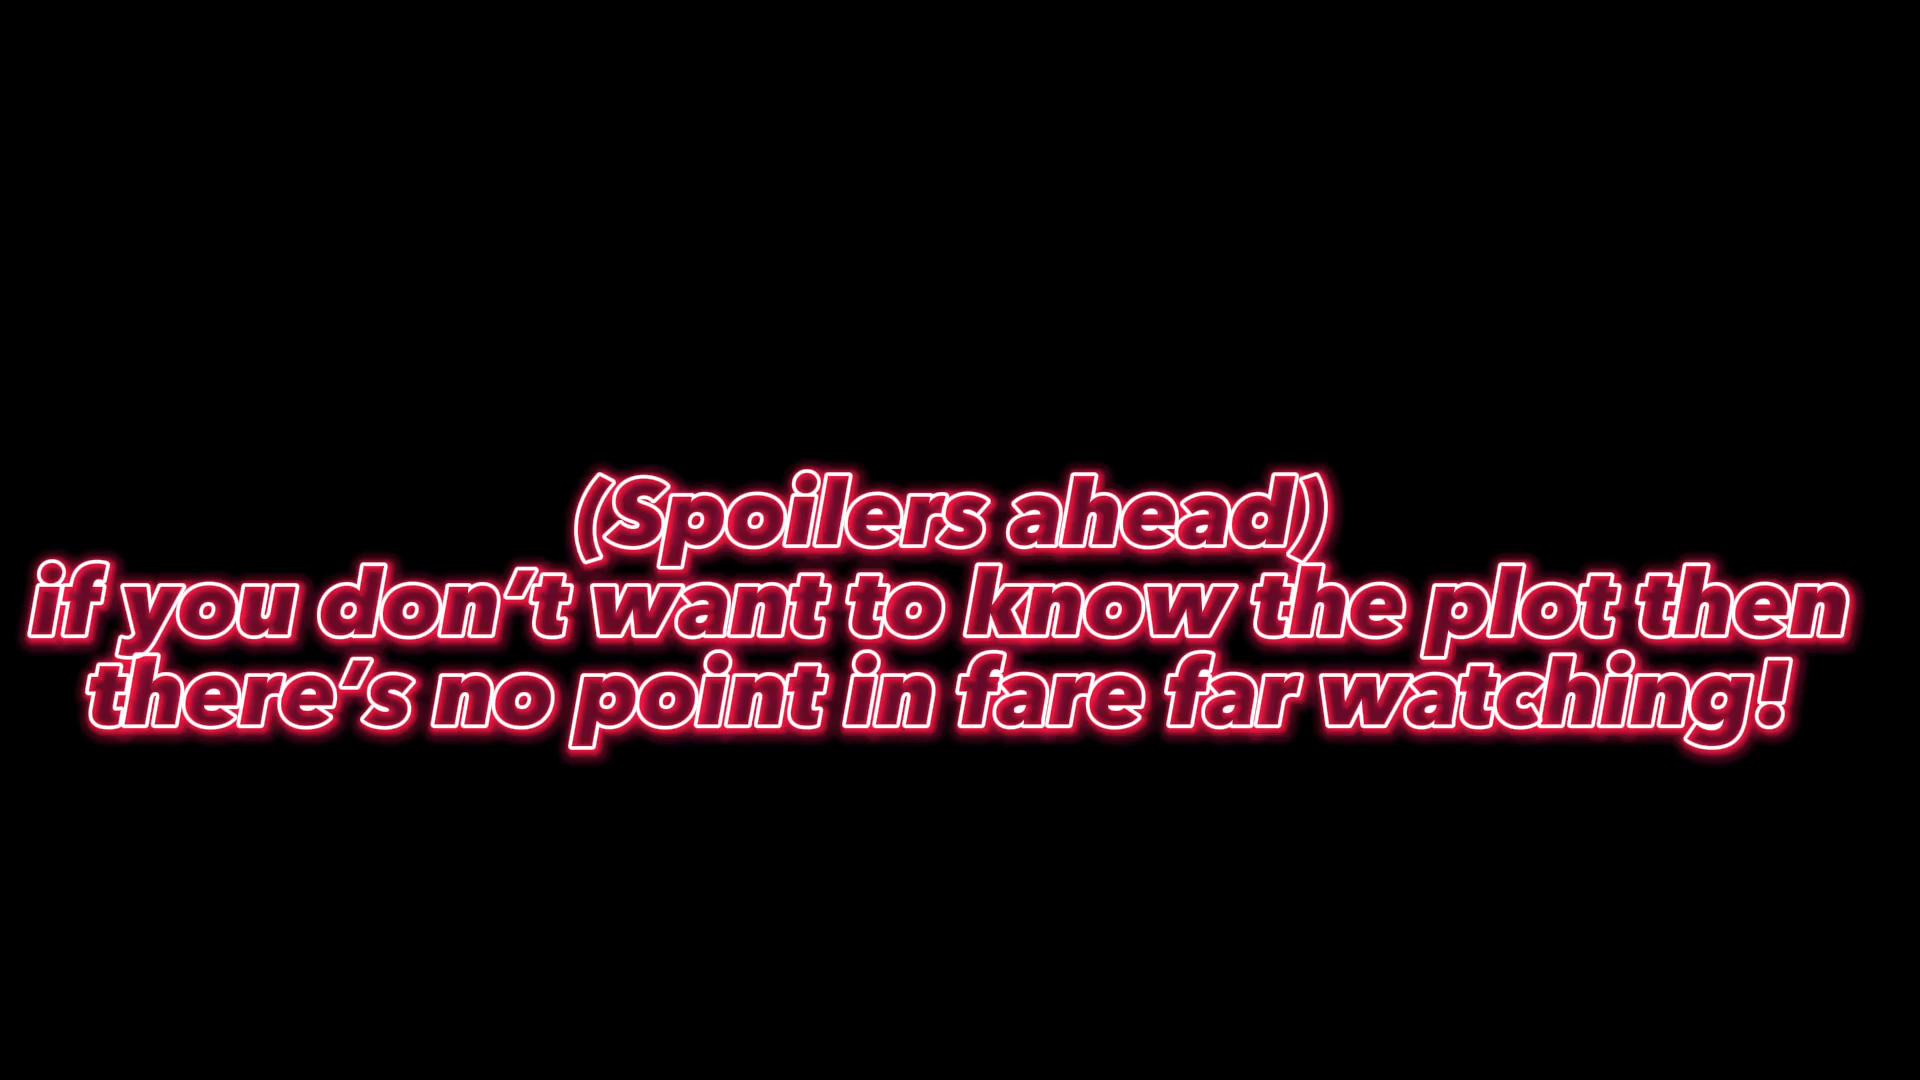 (Spoilers ahead)
if you don’t want to know the plot then
there’s no point in fare far watching!